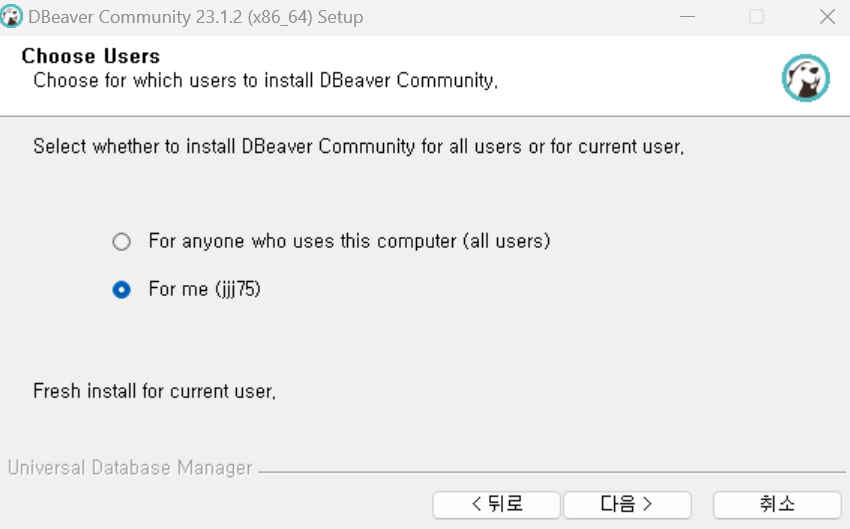 DBeaver Community 23.1.2 (x86_64) Setup
Choose Users
Choose for which users to install DBeaver Community.
Select whether to install DBeaver Community for all users or for current user.
For anyone who uses this computer (all users)
For me (jjj75)
Fresh install for current user.
Universal Database Manager
< 뒤로 다음 > 취소